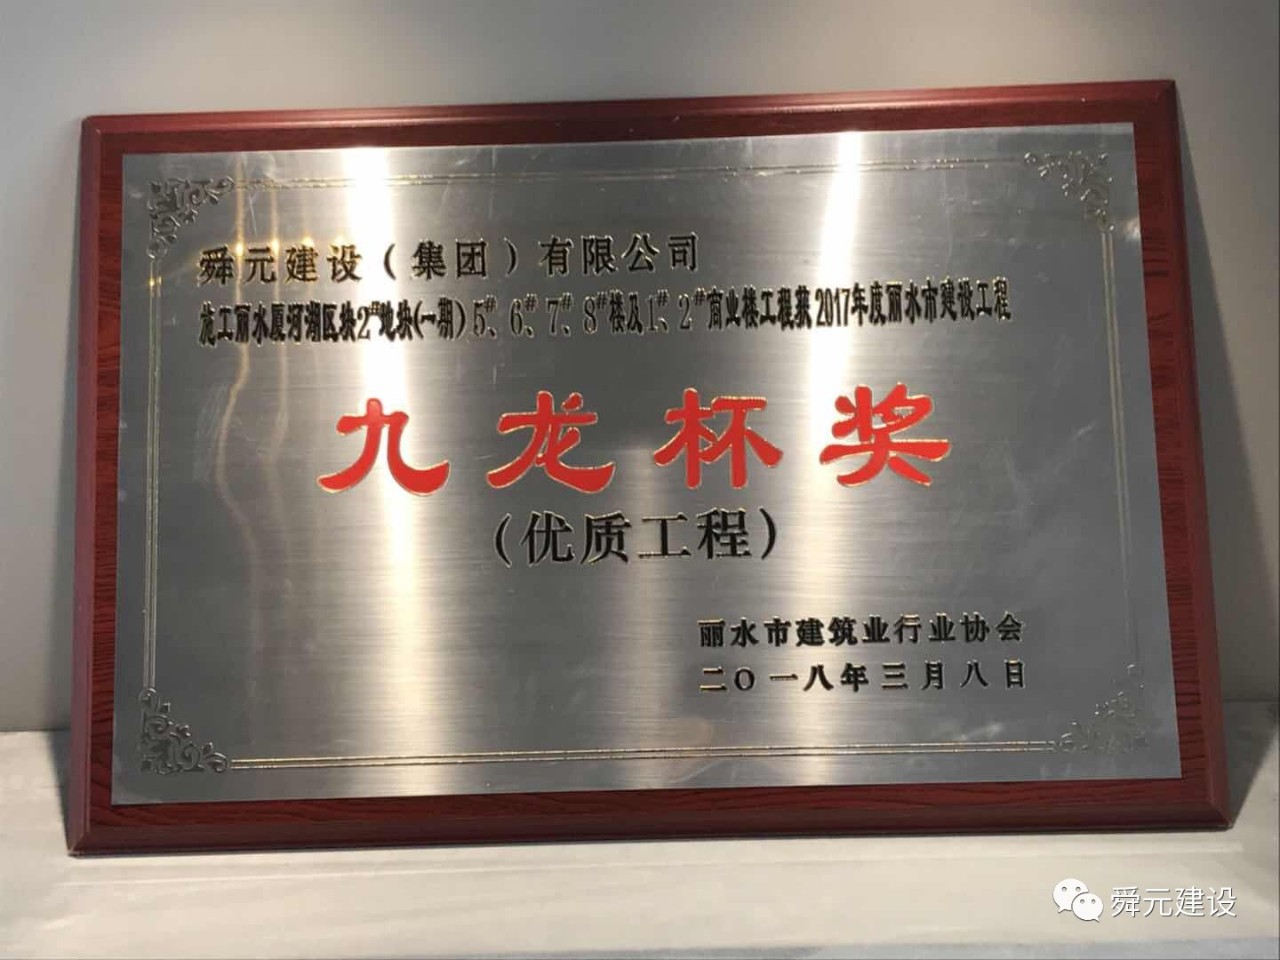 舜元建设（集团）有限公司
施工丽水厦河湖区块2#地块(一期)5#、6#、7#、8#楼及1#、2#商业楼工程获2017年度丽水市建设工程
九龙杯奖
(优质工程)
丽水市建筑业行业协会
二〇一八年三月八日
舜元建设